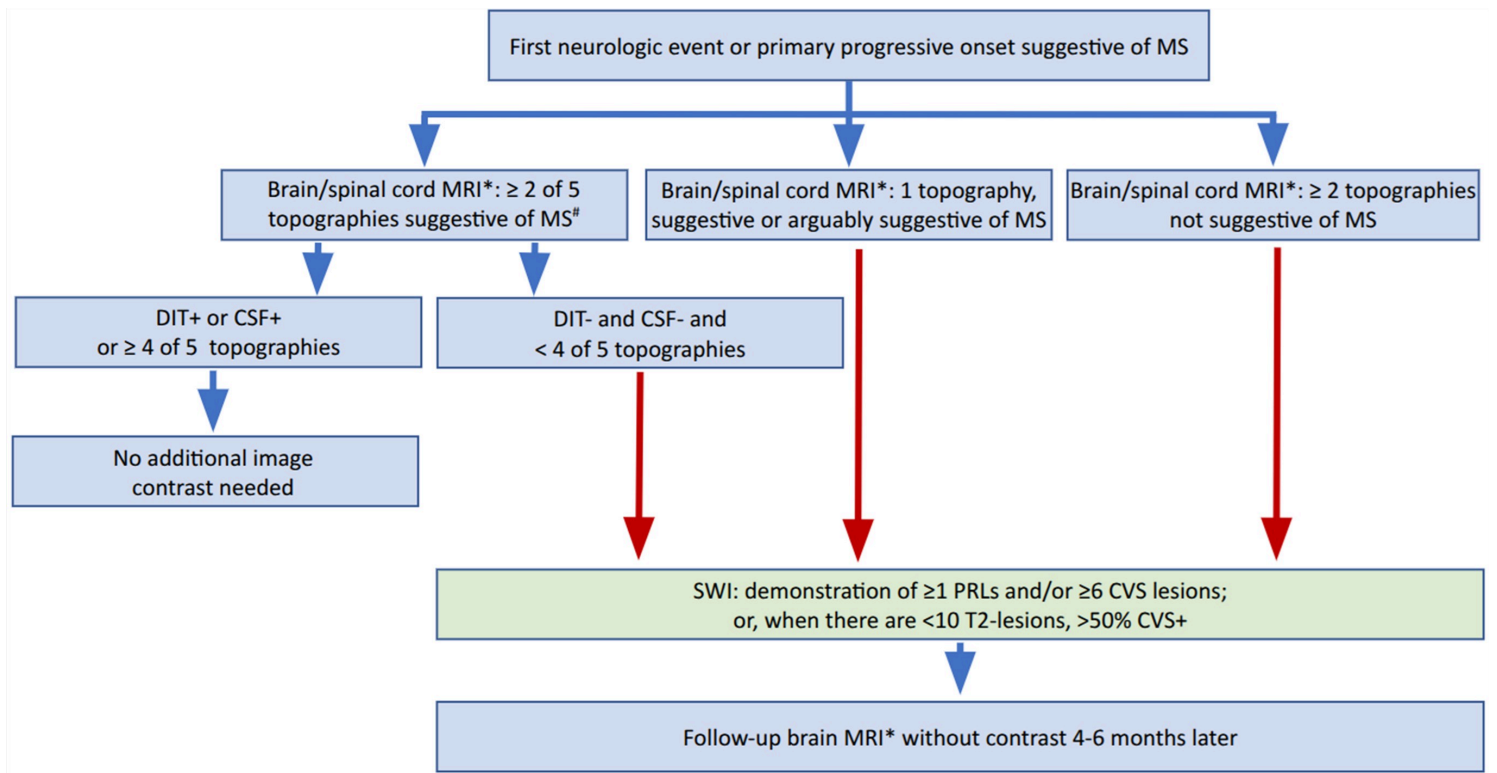 First neurologic event or primary progressive onset suggestive of MS
Brain/spinal cord MRI*: ≥ 2 of 5
topographies suggestive of MS#
Brain/spinal cord MRI*: 1 topography,
suggestive or arguably suggestive of MS
Brain/spinal cord MRI*: ≥ 2 topographies
not suggestive of MS
DIT+ or CSF+
or ≥ 4 of 5 topographies
DIT- and CSF- and
< 4 of 5 topographies
No additional image
contrast needed
SWI: demonstration of ≥1 PRLs and/or ≥6 CVS lesions;
or, when there are <10 T2-lesions, >50% CVS+
Follow-up brain MRI* without contrast 4-6 months later